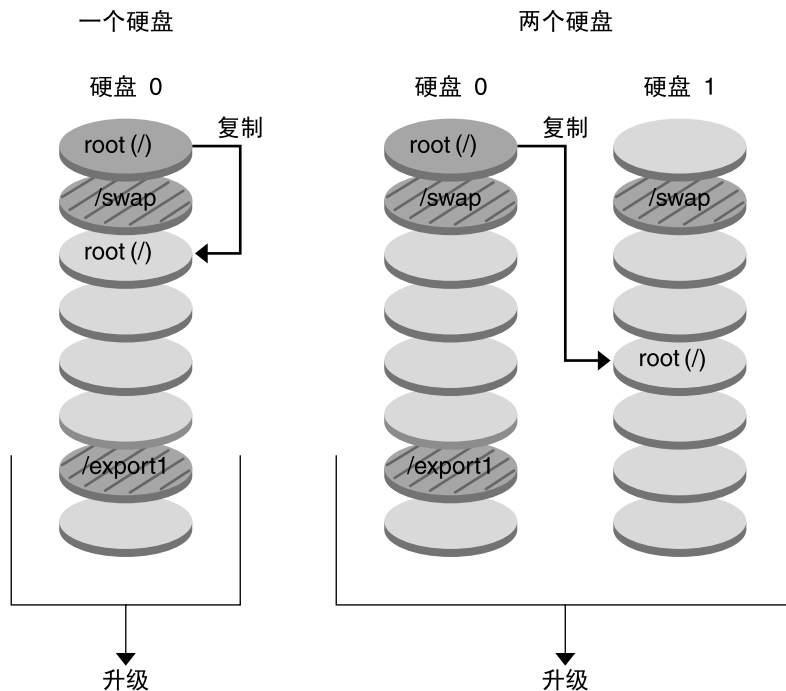 一个硬盘
两个硬盘
硬盘 0
硬盘 0
硬盘 1
root (/)
复制
root (/)
复制
/swap
/swap
/swap
root (/)
root (/)
/export1
/export1
升级
升级